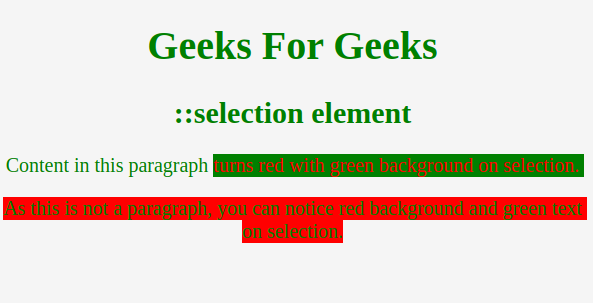 Geeks For Geeks
::selection element
Content in this paragraph turns red with green background on selection.
As this is not a paragraph, you can notice red background and green text
on selection.